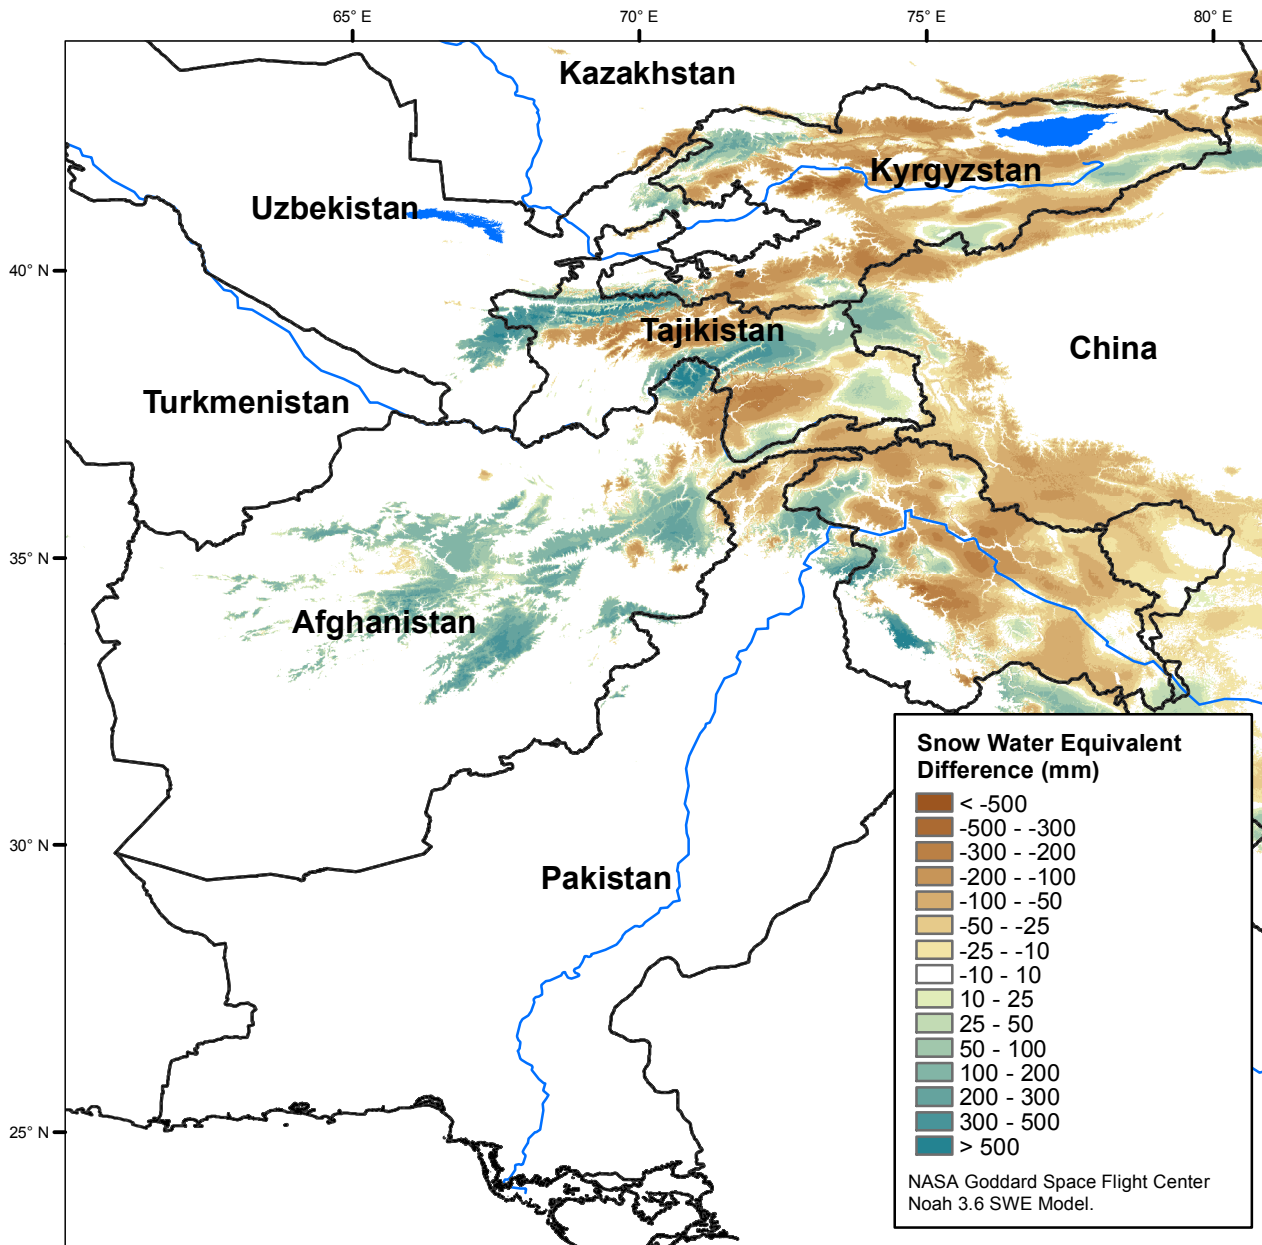 65° E
70° E
75° E
80° E
Kazakhstan
Kyrgyzstan
Uzbekistan
40° N
Tajikistan
China
Turkmenistan
35° N
Afghanistan
30° N
Pakistan
25° N
Snow Water Equivalent
Difference (mm)
< -500
-500 - -300
-300 - -200
-200 - -100
-100 - -50
-50 - -25
-25 - -10
-10 - 10
10 - 25
25 - 50
50 - 100
100 - 200
200 - 300
300 - 500
> 500
NASA Goddard Space Flight Center
Noah 3.6 SWE Model.